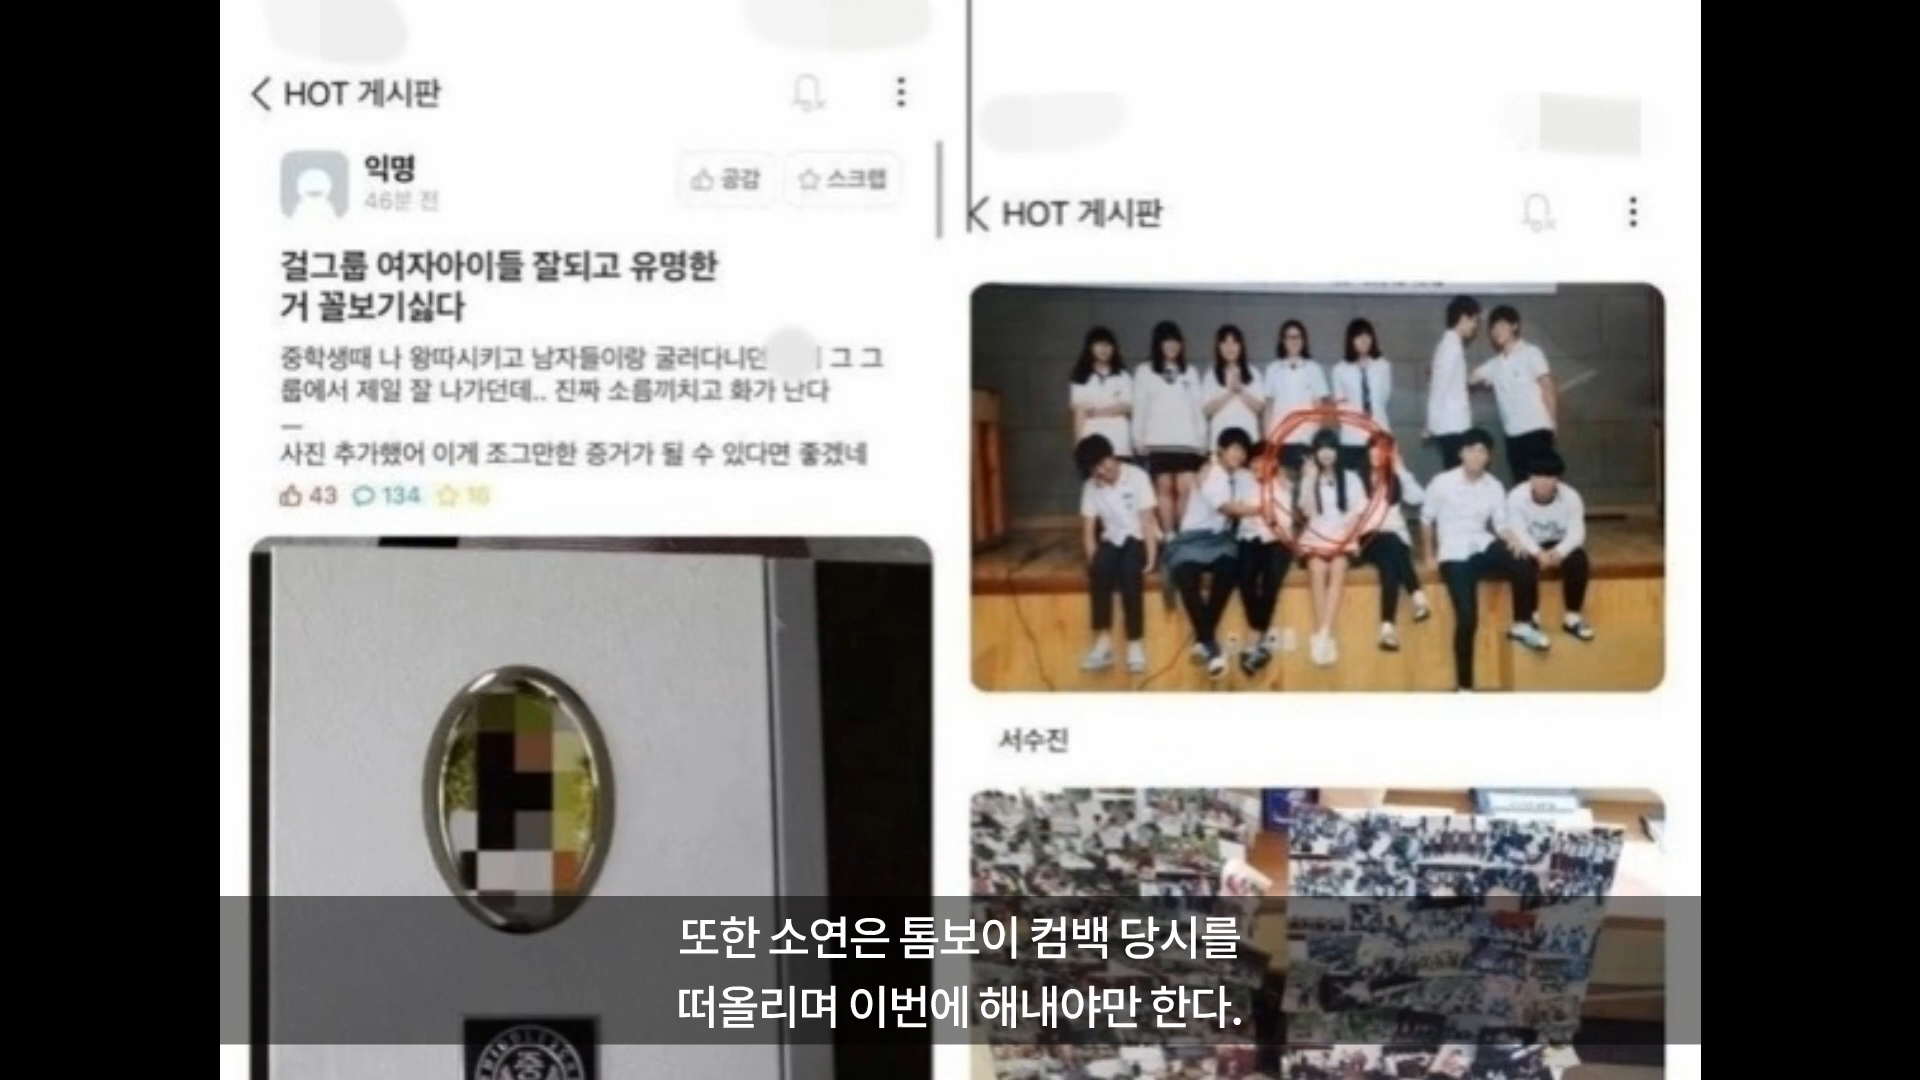 HOT 게시판
익명
46분 전
공감
스크랩
걸그룹 여자아이들 잘되고 유명한
거 꼴보기싫다
중학생때 나 왕따시키고 남자들이랑 굴러다니던 그 그
룹에서 제일 잘 나가던데.. 진짜 소름끼치고 화가 난다
—
사진 추가했어 이게 조그만한 증거가 될 수 있다면 좋겠네
43 134 16
HOT 게시판
서수진
또한 소연은 톰보이 컴백 당시를
떠올리며 이번에 해내야만 한다.